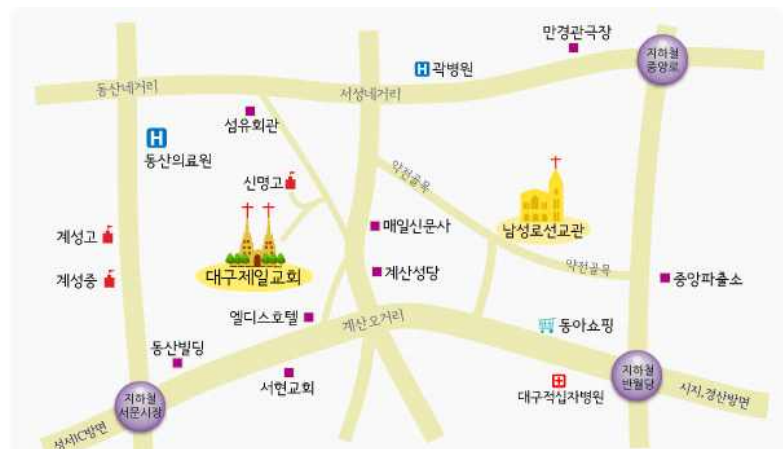 만경관극장
지하철
중앙로
곽병원
동산네거리
서성네거리
섬유회관
동산의료원
신명고
약전골목
매일신문사
남성로선교관
계성고
계성중
대구제일교회
계산성당
약전골목
중앙파출소
엘디스호텔
계산오거리
동아쇼핑
동산빌딩
서현교회
지하철
반월당
지하철
서문시장
대구적십자병원
시지,경산방면
성서IC방면